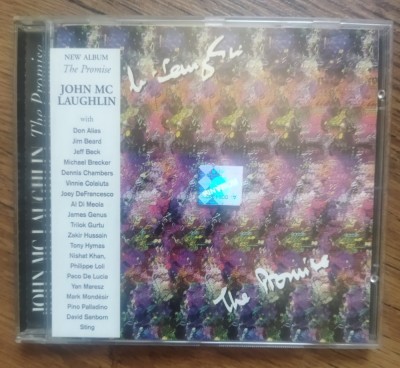 JOHN MC LAUGHLIN The Promise
NEW ALBUM
The Promise
JOHN MC
LAUGHLIN
with
Don Alias
Jim Beard
Jeff Beck
Michael Brecker
Dennis Chambers
Vinnie Colaiuta
Joey DeFrancesco
Al Di Meola
James Genus
Trilok Gurtu
Zakir Hussain
Tony Hymas
Nishat Khan,
Philippe Loli
Paco De Lucia
Yan Maresz
Mark Mondésir
Pino Palladino
David Sanborn
Sting
The Promise